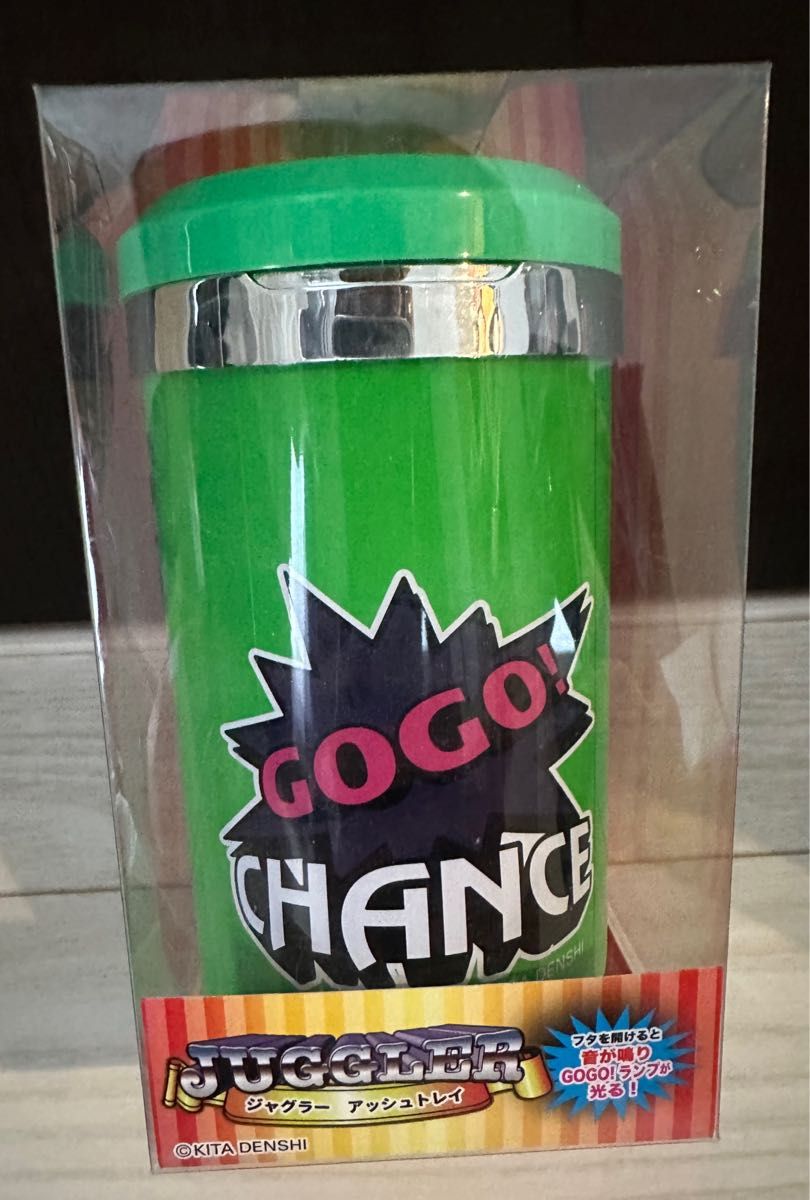 GOGO!
CHANCE
DENSHI
JUGGLER
ジャグラー アッシュトレイ
フタを開けると
音が鳴り
GOGO!ランプが
光る!
©KITA DENSHI